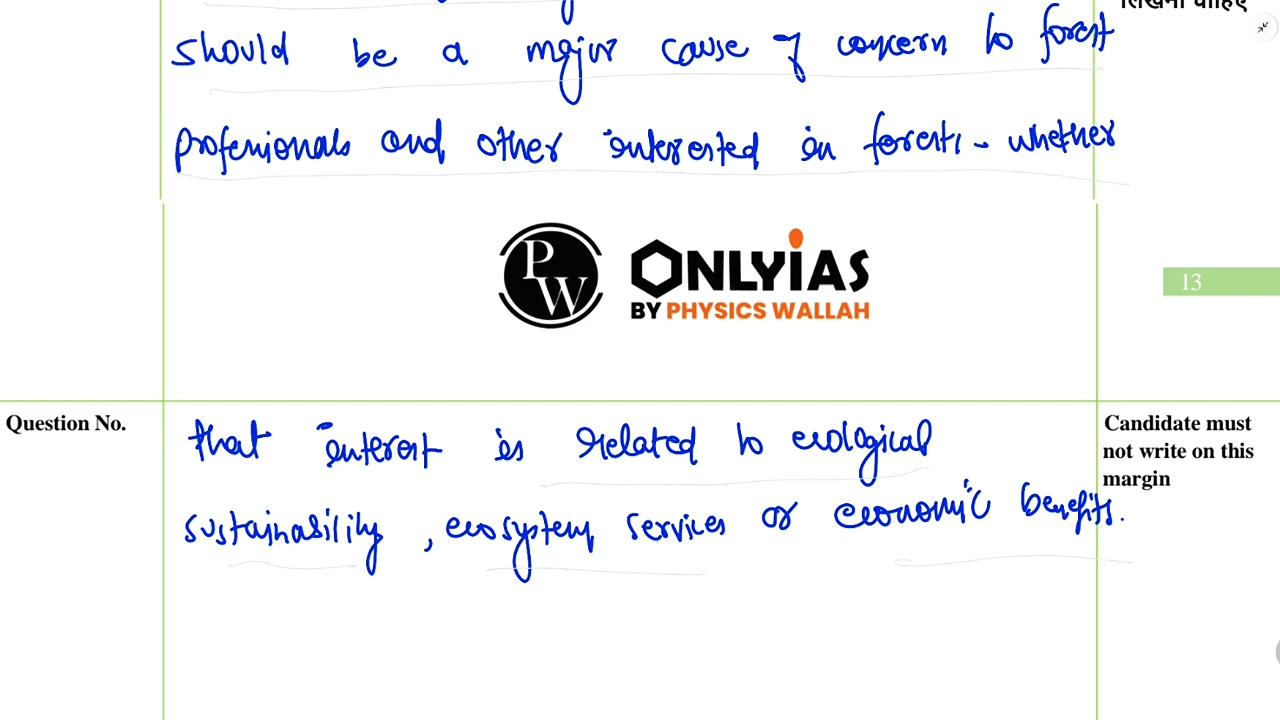 लिखना चाहिए
should be a major cause of concern to forest
professionals and other interested in forests - whether
PW ONLYIAS
BY PHYSICS WALLAH
13
Question No.
that interest is related to ecological
sustainability, ecosystem services or economic benefits.
Candidate must
not write on this
margin